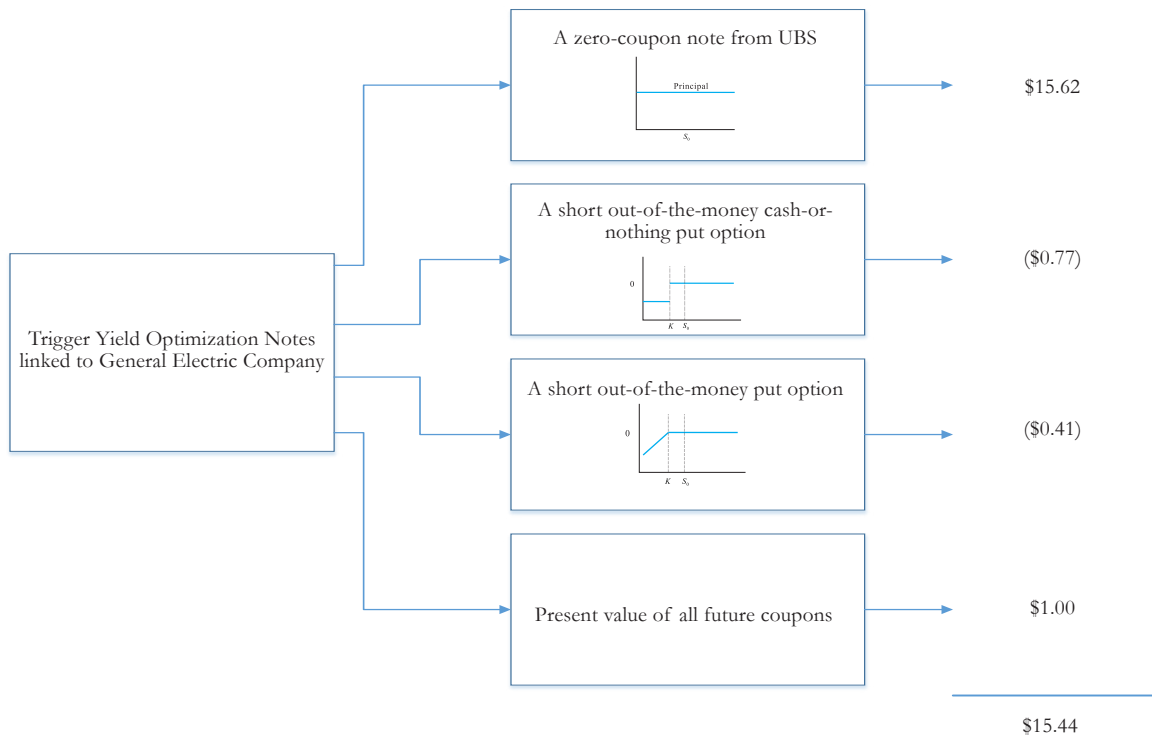 A zero-coupon note from UBS
Principal
S₀
$15.62
A short out-of-the-money cash-or-
nothing put option
0
K S₀
($0.77)
Trigger Yield Optimization Notes
linked to General Electric Company
A short out-of-the-money put option
0
K S₀
($0.41)
Present value of all future coupons
$1.00
$15.44